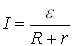 I = ε / (R + r)